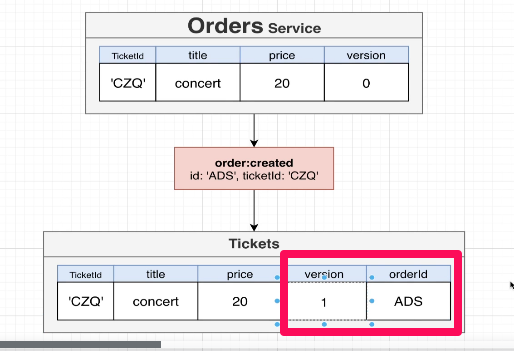 Orders Service
TicketId title price version
'CZQ' concert 20 0
order:created
id: 'ADS', ticketId: 'CZQ'
Tickets
TicketId title price version orderId
'CZQ' concert 20 1 ADS